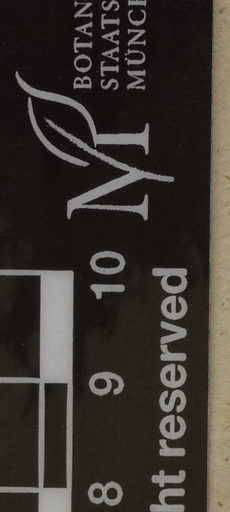 BOTAN
STAATS
MÜNCH
M
8 9 10
ht reserved